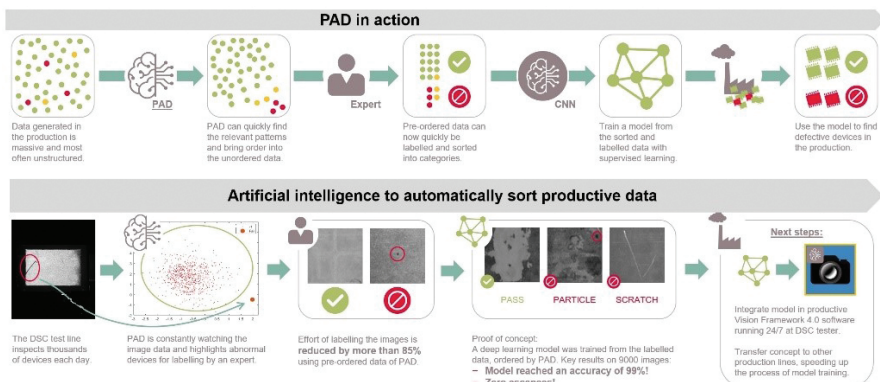 PAD in action
PAD
Expert
CNN
Data generated in
the production is
massive and most
often unstructured.
PAD can quickly find
the relevant patterns
and bring order into
the unordered data.
Pre-ordered data can
now quickly be
labelled and sorted
into categories.
Train a model from
the sorted and
labelled data with
supervised learning.
Use the model to find
defective devices in
the production.
Artificial intelligence to automatically sort productive data
The DSC test line
inspects thousands
of devices each day.
PAD is constantly watching the
image data and highlights abnormal
devices for labelling by an expert.
Effort of labelling the images is
reduced by more than 85%
using pre-ordered data of PAD.
PASS
PARTICLE
SCRATCH
Proof of concept:
A deep learning model was trained from the labelled
data, ordered by PAD. Key results on 9000 images:
– Model reached an accuracy of 99%!
Next steps:
Integrate model in productive
Vision Framework 4.0 software
running 24/7 at DSC tester.
Transfer concept to other
production lines, speeding up
the process of model training.